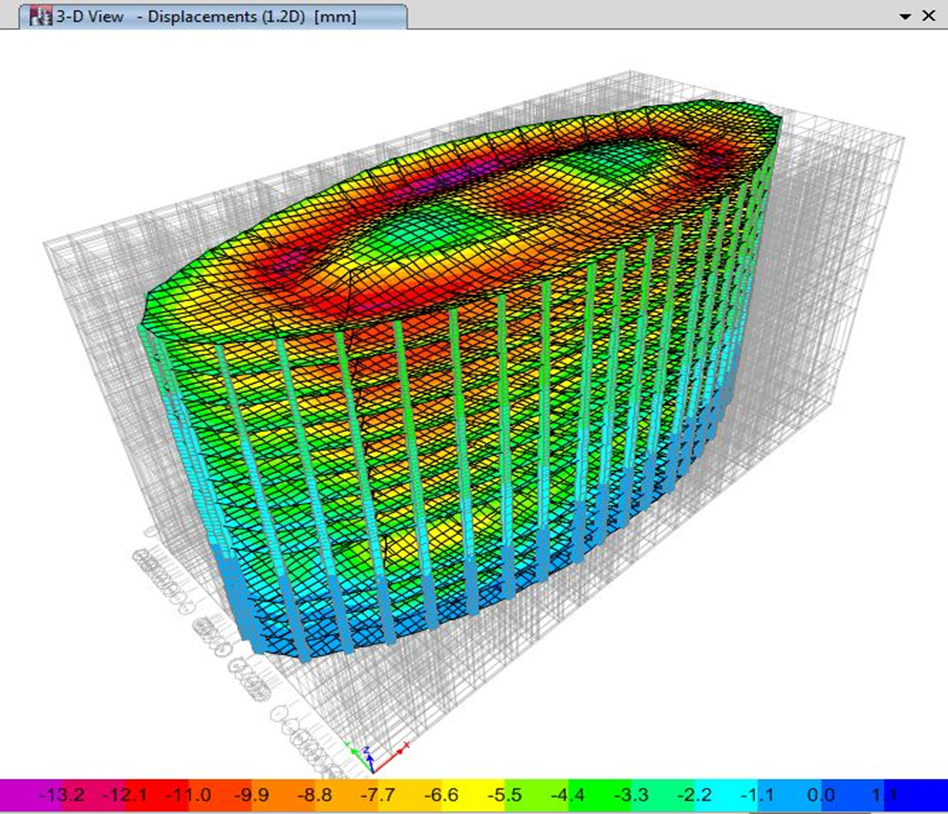 3-D View - Displacements (1.2D) [mm]
Z
X
-13.2 -12.1 -11.0 -9.9 -8.8 -7.7 -6.6 -5.5 -4.4 -3.3 -2.2 -1.1 0.0 1.1